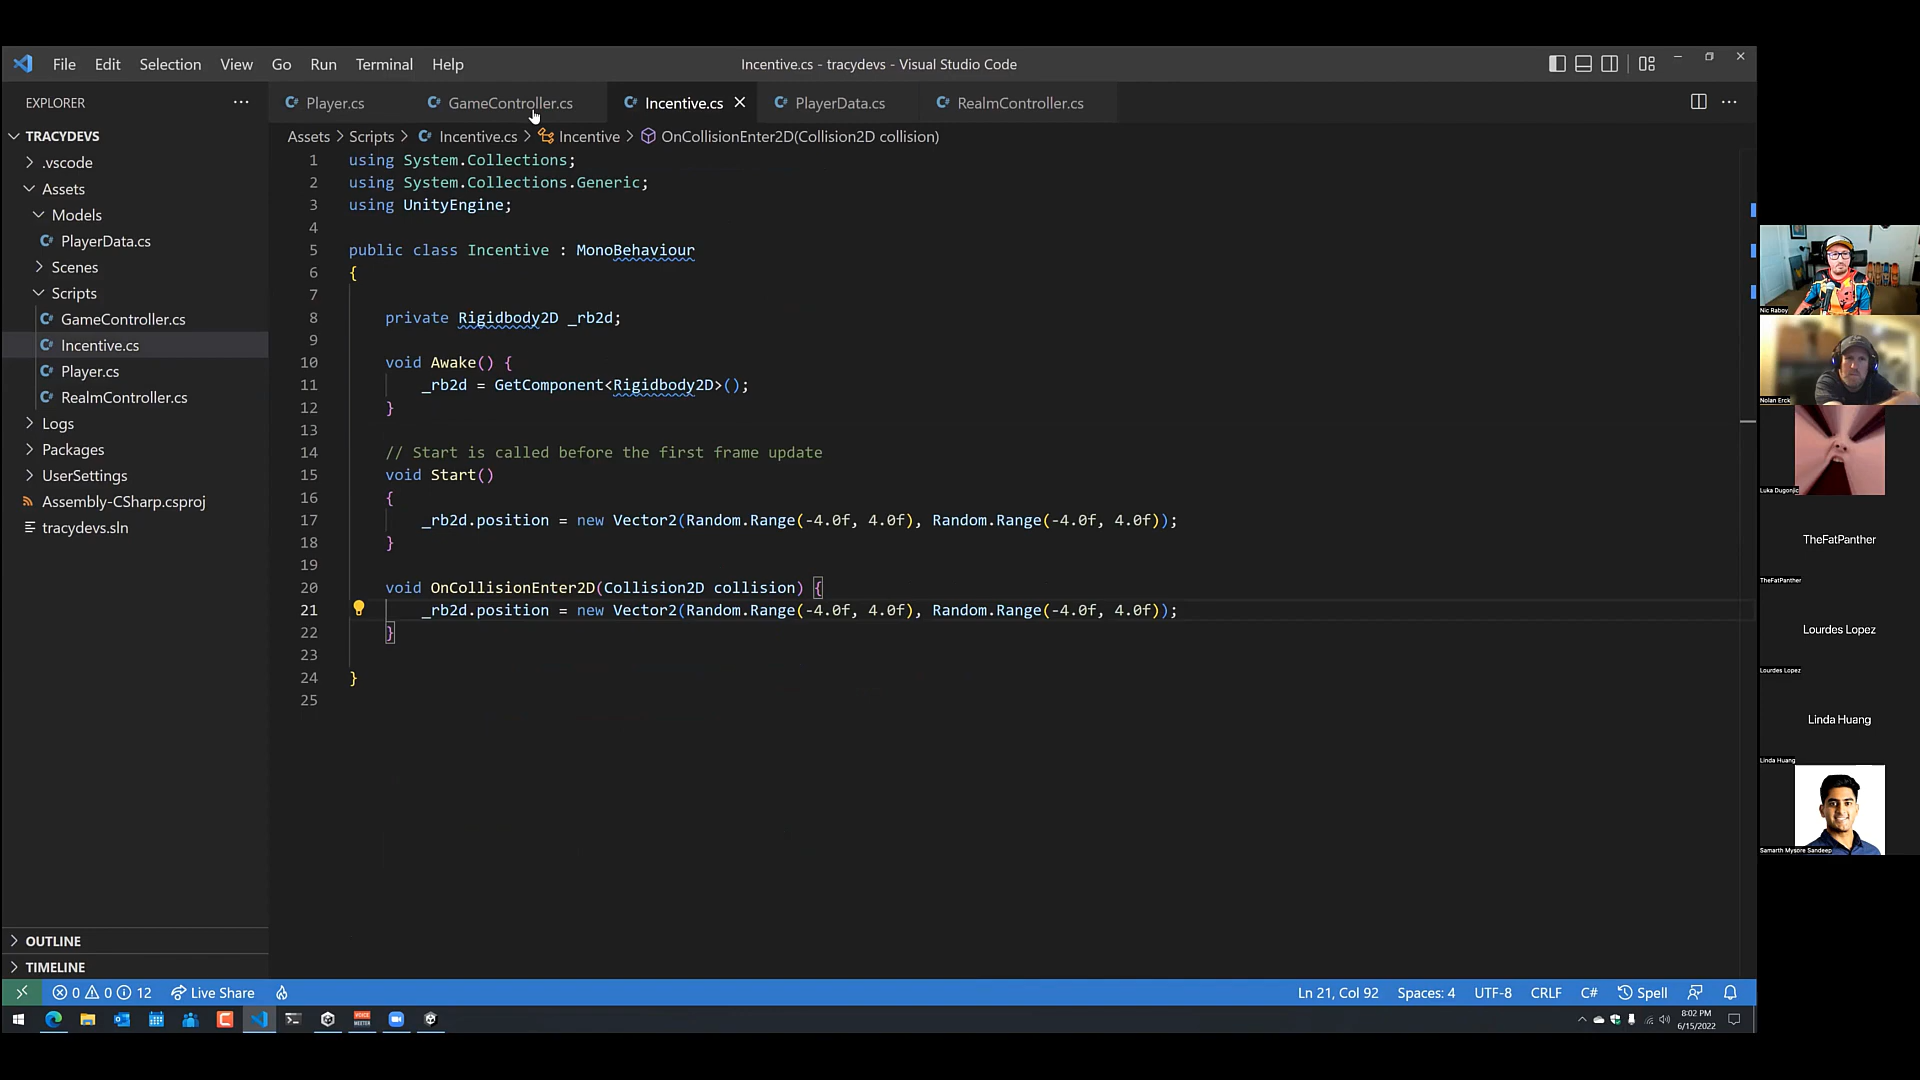 File Edit Selection View Go Run Terminal Help
Incentive.cs - tracydevs - Visual Studio Code
EXPLORER
Player.cs
GameController.cs
Incentive.cs
PlayerData.cs
RealmController.cs
TRACYDEVS
.vscode
Assets
Models
PlayerData.cs
Scenes
Scripts
GameController.cs
Incentive.cs
Player.cs
RealmController.cs
Logs
Packages
UserSettings
Assembly-CSharp.csproj
tracydevs.sln
OUTLINE
TIMELINE
Assets > Scripts > Incentive.cs > Incentive > OnCollisionEnter2D(Collision2D collision)
1 using System.Collections;
2 using System.Collections.Generic;
3 using UnityEngine;
4
5 public class Incentive : MonoBehaviour
6 {
7
8 private Rigidbody2D _rb2d;
9
10 void Awake() {
11 _rb2d = GetComponent<Rigidbody2D>();
12 }
13
14 // Start is called before the first frame update
15 void Start()
16 {
17 _rb2d.position = new Vector2(Random.Range(-4.0f, 4.0f), Random.Range(-4.0f, 4.0f));
18 }
19
20 void OnCollisionEnter2D(Collision2D collision) {
21 _rb2d.position = new Vector2(Random.Range(-4.0f, 4.0f), Random.Range(-4.0f, 4.0f));
22 }
23
24 }
25
0 0 12 Live Share
Ln 21, Col 92 Spaces: 4 UTF-8 CRLF C# Spell
VOICE MEETER
8:02 PM
6/15/2022
Nic Raboy
Nolan Erck
Luka Dugonjic
TheFatPanther
TheFatPanther
Lourdes Lopez
Lourdes Lopez
Linda Huang
Linda Huang
Samarth Mysore Sandeep